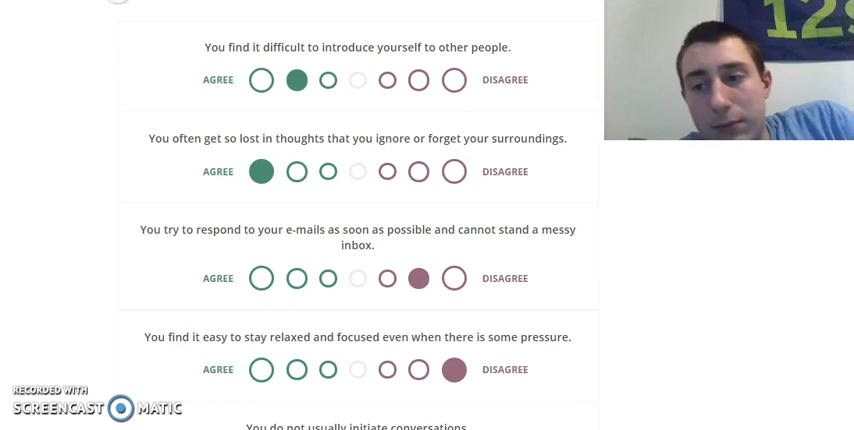 12s
You find it difficult to introduce yourself to other people.
AGREE DISAGREE
You often get so lost in thoughts that you ignore or forget your surroundings.
AGREE DISAGREE
You try to respond to your e-mails as soon as possible and cannot stand a messy
inbox.
AGREE DISAGREE
You find it easy to stay relaxed and focused even when there is some pressure.
AGREE DISAGREE
RECORDED WITH
SCREENCAST MATIC
You do not usually initiate conversations.